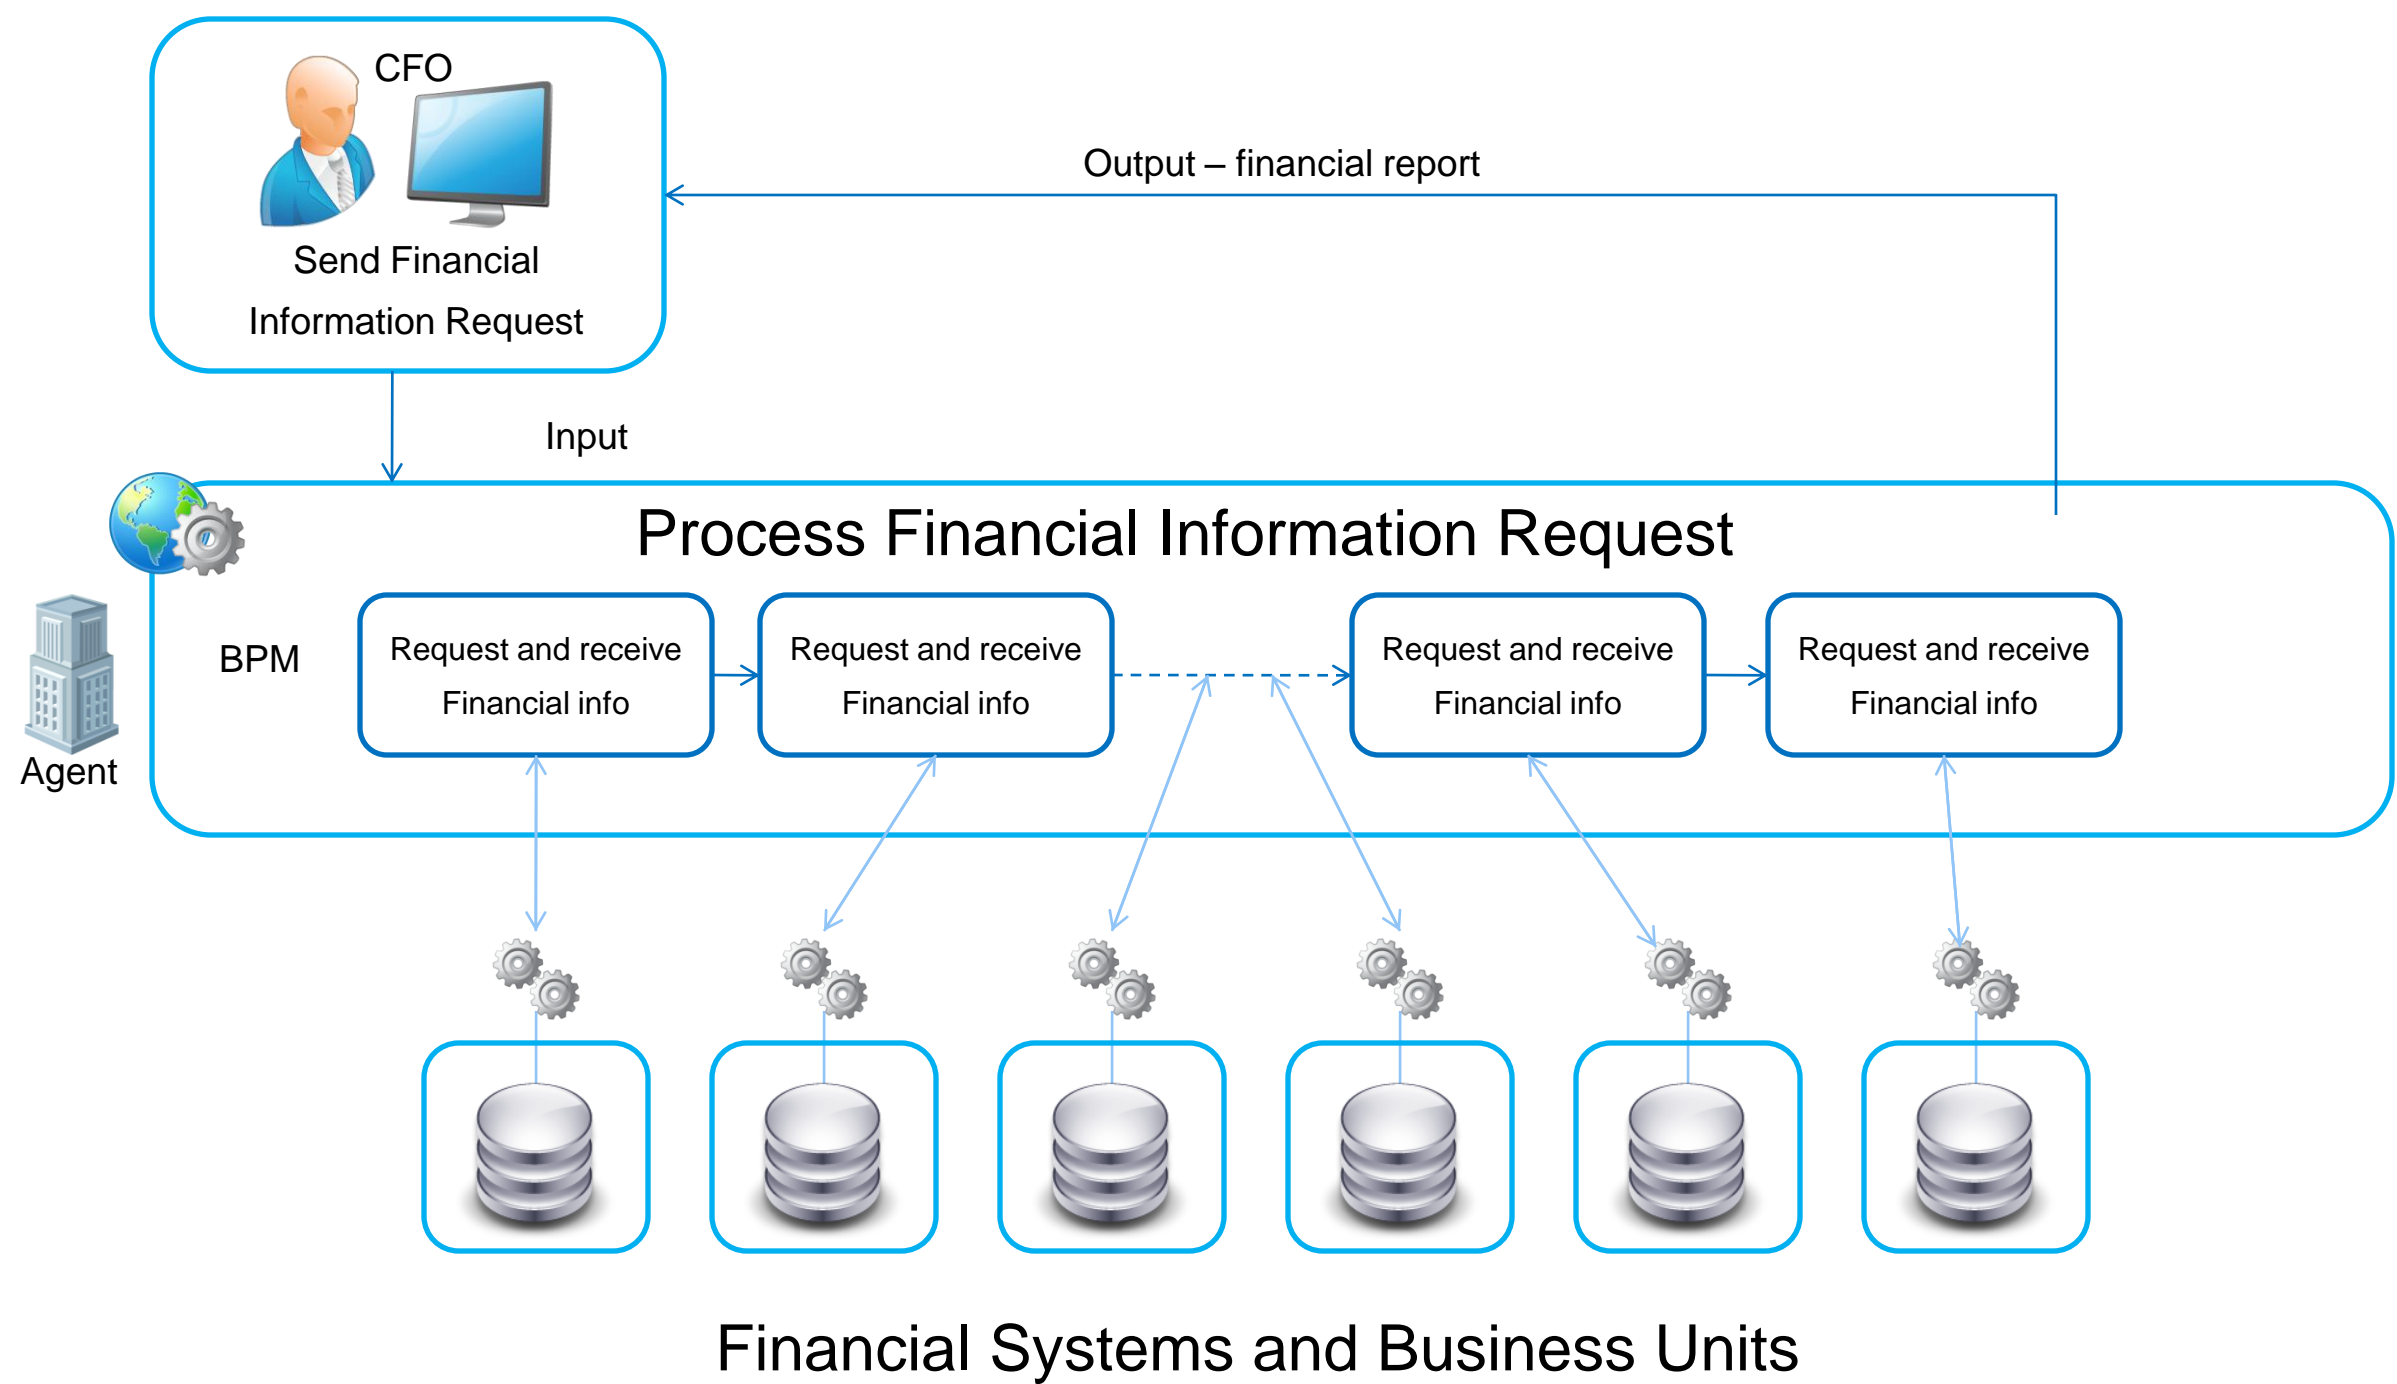 CFO
Send Financial
Information Request
Output – financial report
Input
Process Financial Information Request
BPM
Request and receive
Financial info
Request and receive
Financial info
Request and receive
Financial info
Request and receive
Financial info
Agent
Financial Systems and Business Units